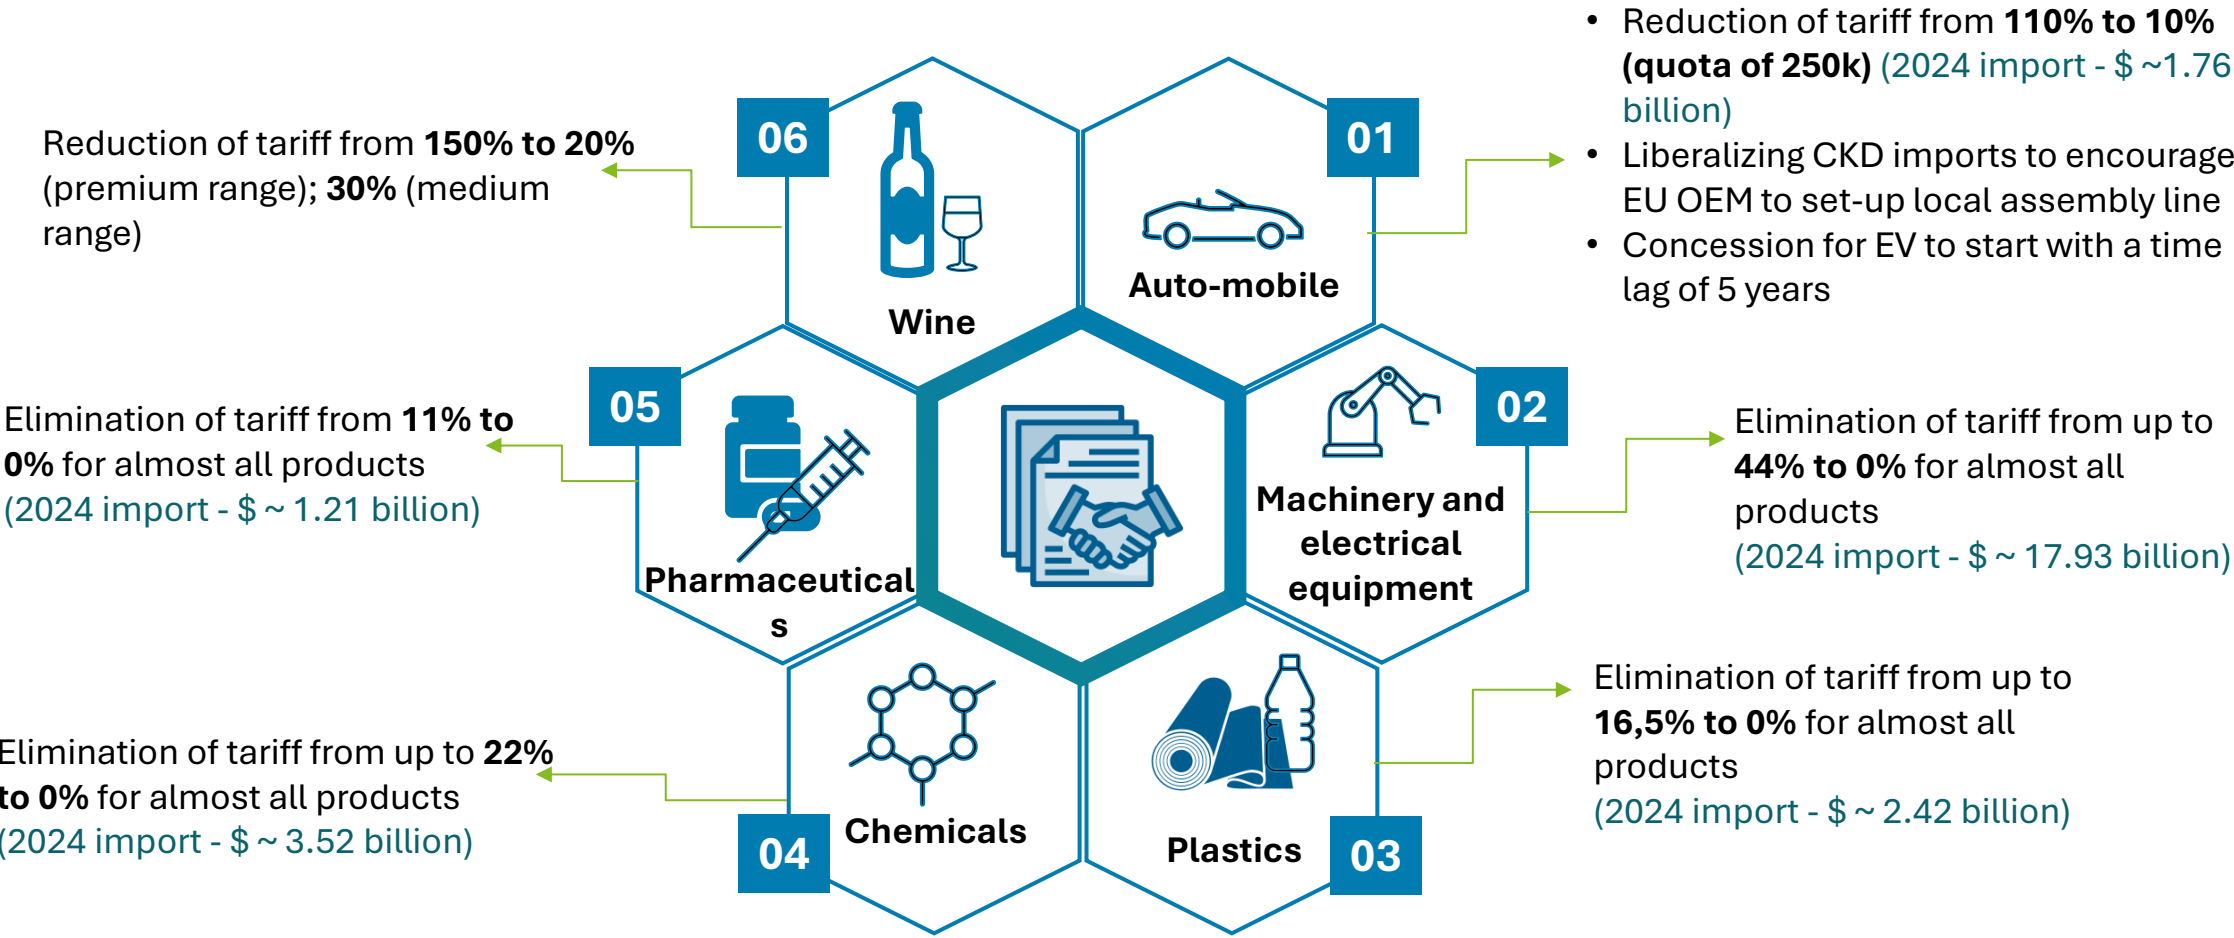 • Reduction of tariff from 110% to 10%
(quota of 250k) (2024 import - $ ~1.76
billion)
• Liberalizing CKD imports to encourage
EU OEM to set-up local assembly line
• Concession for EV to start with a time
lag of 5 years
06
01
Reduction of tariff from 150% to 20%
(premium range); 30% (medium
range)
Auto-mobile
Wine
05
02
Elimination of tariff from 11% to
0% for almost all products
(2024 import - $ ~ 1.21 billion)
Elimination of tariff from up to
44% to 0% for almost all
products
(2024 import - $ ~ 17.93 billion)
Machinery and
electrical
equipment
Pharmaceutical
s
Elimination of tariff from up to
16,5% to 0% for almost all
products
(2024 import - $ ~ 2.42 billion)
Elimination of tariff from up to 22%
to 0% for almost all products
(2024 import - $ ~ 3.52 billion)
04
Chemicals
Plastics
03